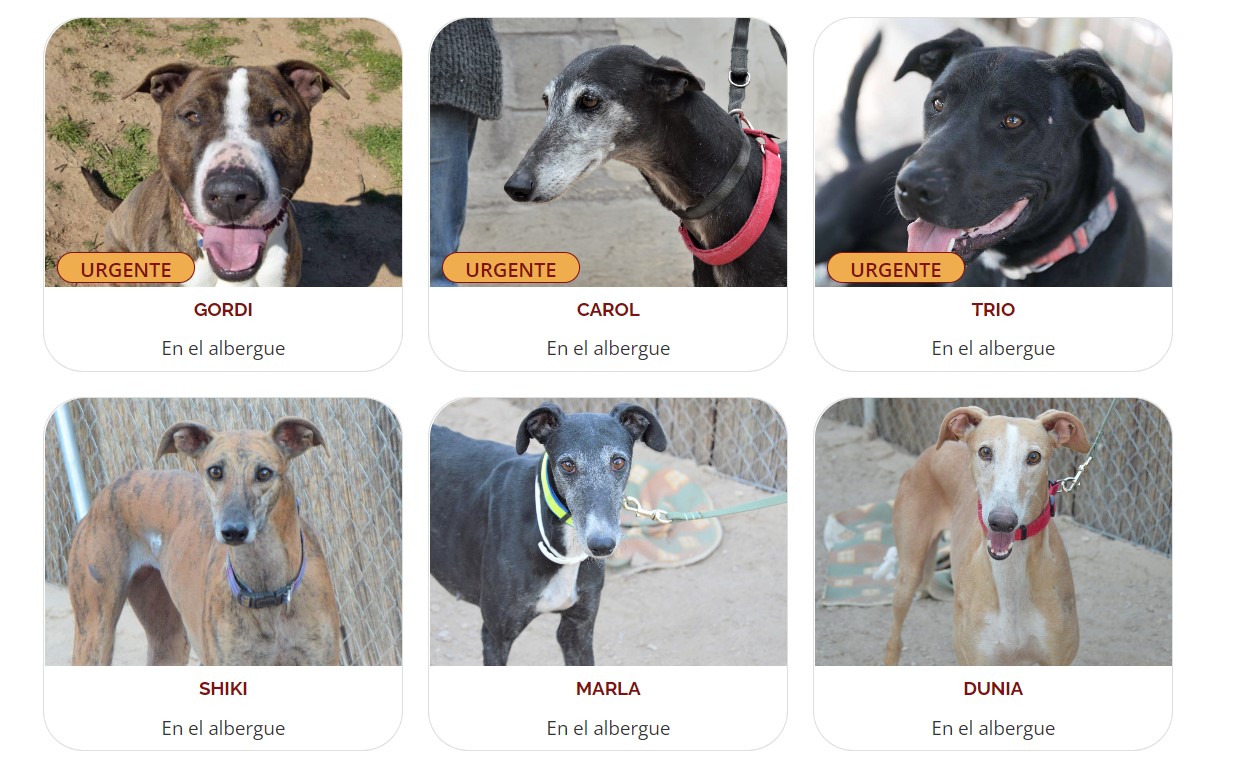 URGENTE
URGENTE
URGENTE
GORDI
CAROL
TRIO
En el albergue
En el albergue
En el albergue
SHIKI
MARLA
DUNIA
En el albergue
En el albergue
En el albergue